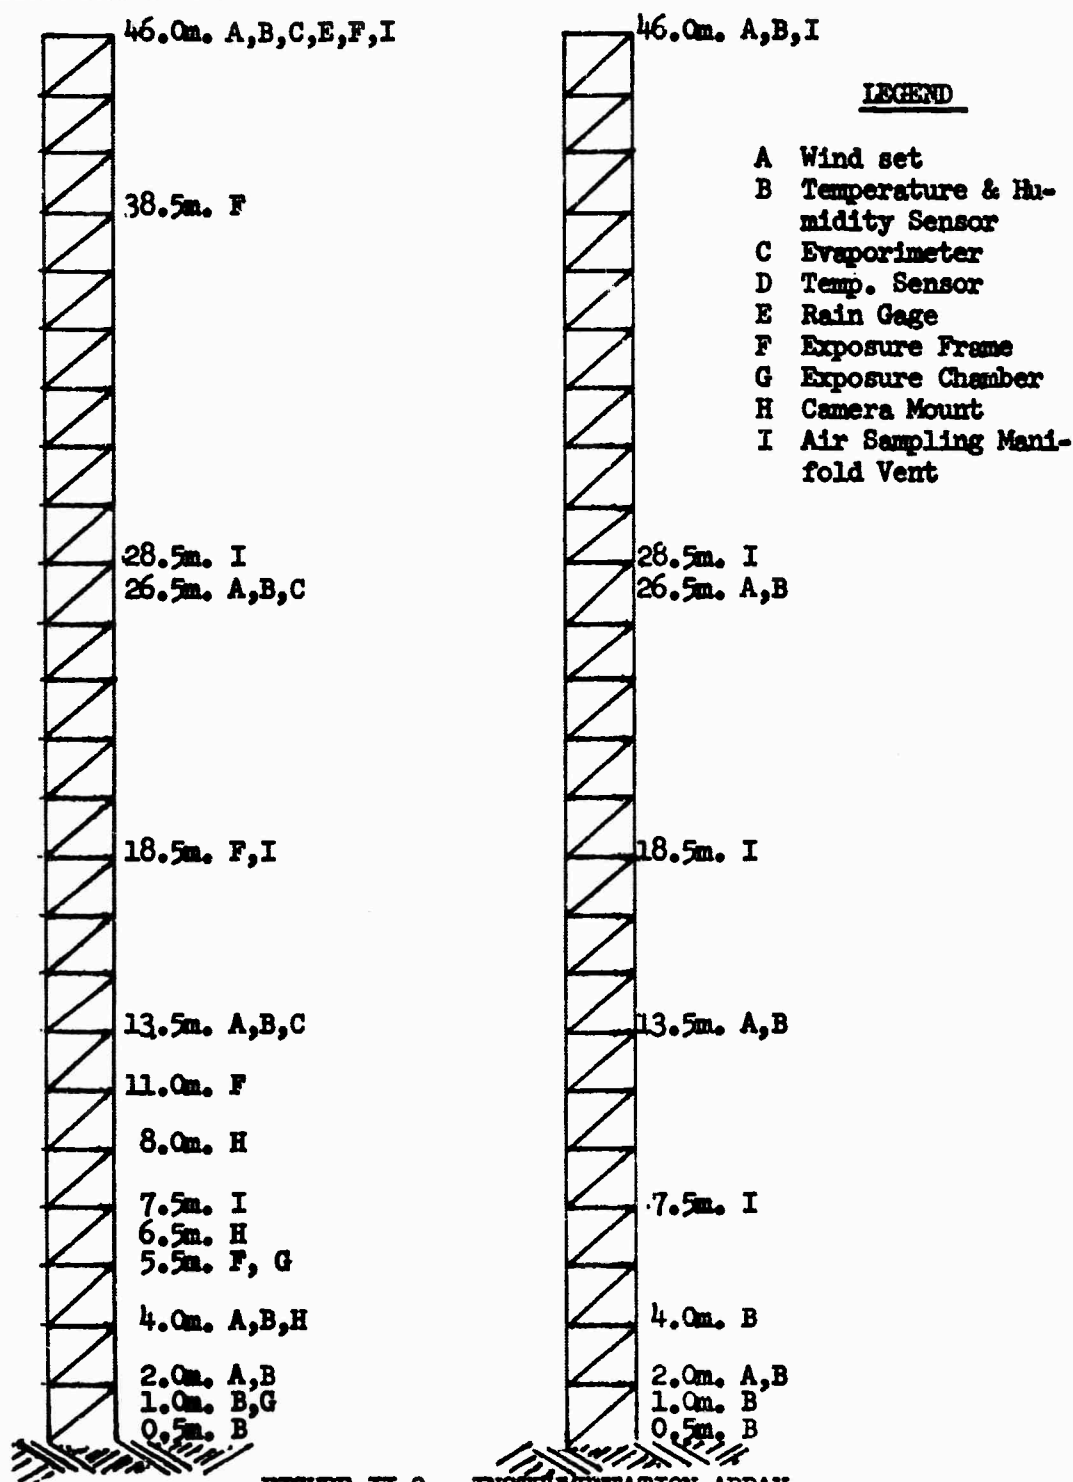 46.0m. A,B,C,E,F,I
38.5m. F
28.5m. I
26.5m. A,B,C
18.5m. F,I
13.5m. A,B,C
11.0m. F
8.0m. H
7.5m. I
6.5m. H
5.5m. F, G
4.0m. A,B,H
2.0m. A,B
1.0m. B,G
0.5m. B
46.0m. A,B,I
28.5m. I
26.5m. A,B
18.5m. I
13.5m. A,B
7.5m. I
4.0m. B
2.0m. A,B
1.0m. B
0.5m. B
LEGEND
A Wind set
B Temperature & Hu-
midity Sensor
C Evaporimeter
D Temp. Sensor
E Rain Gage
F Exposure Frame
G Exposure Chamber
H Camera Mount
I Air Sampling Mani-
fold Vent
INSTRUMENTATION ARRAY